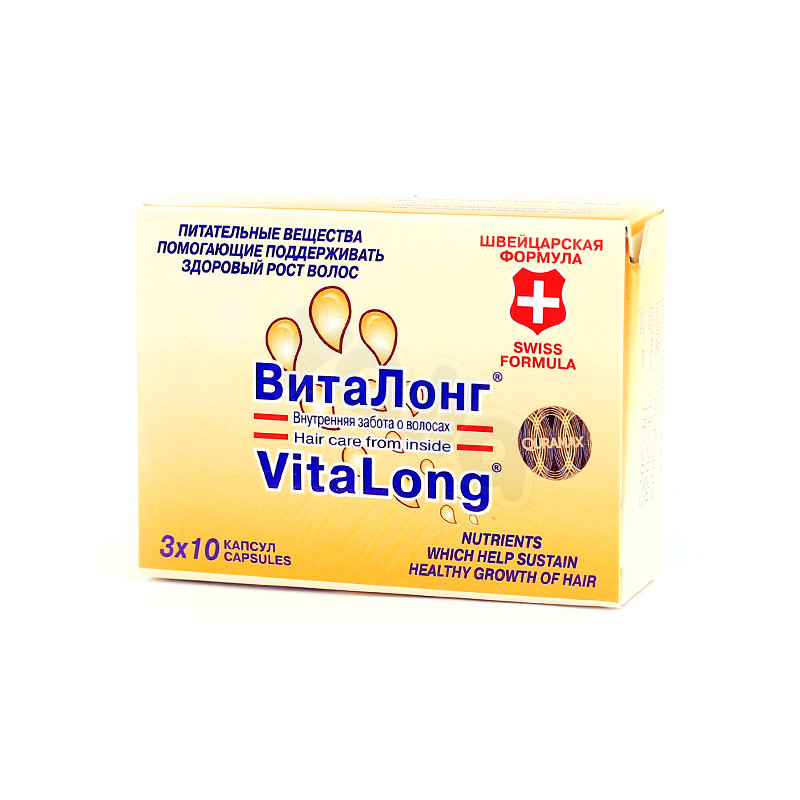 ПИТАТЕЛЬНЫЕ ВЕЩЕСТВА
ПОМОГАЮЩИЕ ПОДДЕРЖИВАТЬ
ЗДОРОВЫЙ РОСТ ВОЛОС
ШВЕЙЦАРСКАЯ
ФОРМУЛА
SWISS
FORMULA
ВитаЛонг®
Внутренняя забота о волосах
Hair care from inside
VitaLong®
CURAMAX
3x10 КАПСУЛ
CAPSULES
NUTRIENTS
WHICH HELP SUSTAIN
HEALTHY GROWTH OF HAIR